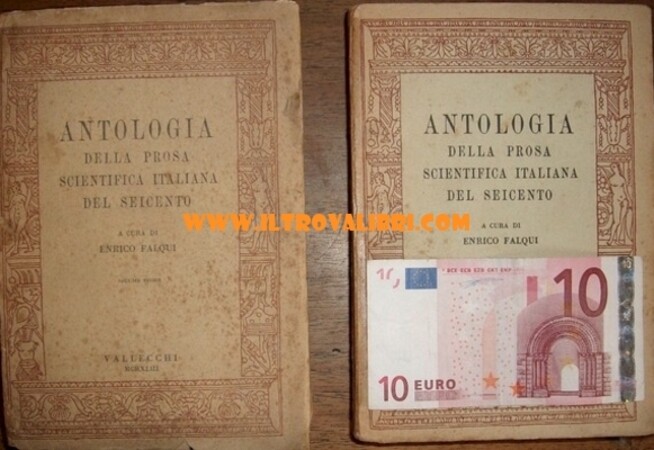 ANTOLOGIA
DELLA PROSA
SCIENTIFICA ITALIANA
DEL SEICENTO
A CURA DI
ENRICO FALQUI
VALLECCHI
ANTOLOGIA
DELLA PROSA
SCIENTIFICA ITALIANA
DEL SEICENTO
A CURA DI
ENRICO FALQUI
10
10 EURO
WWW.ILTROVALIBRI.COM